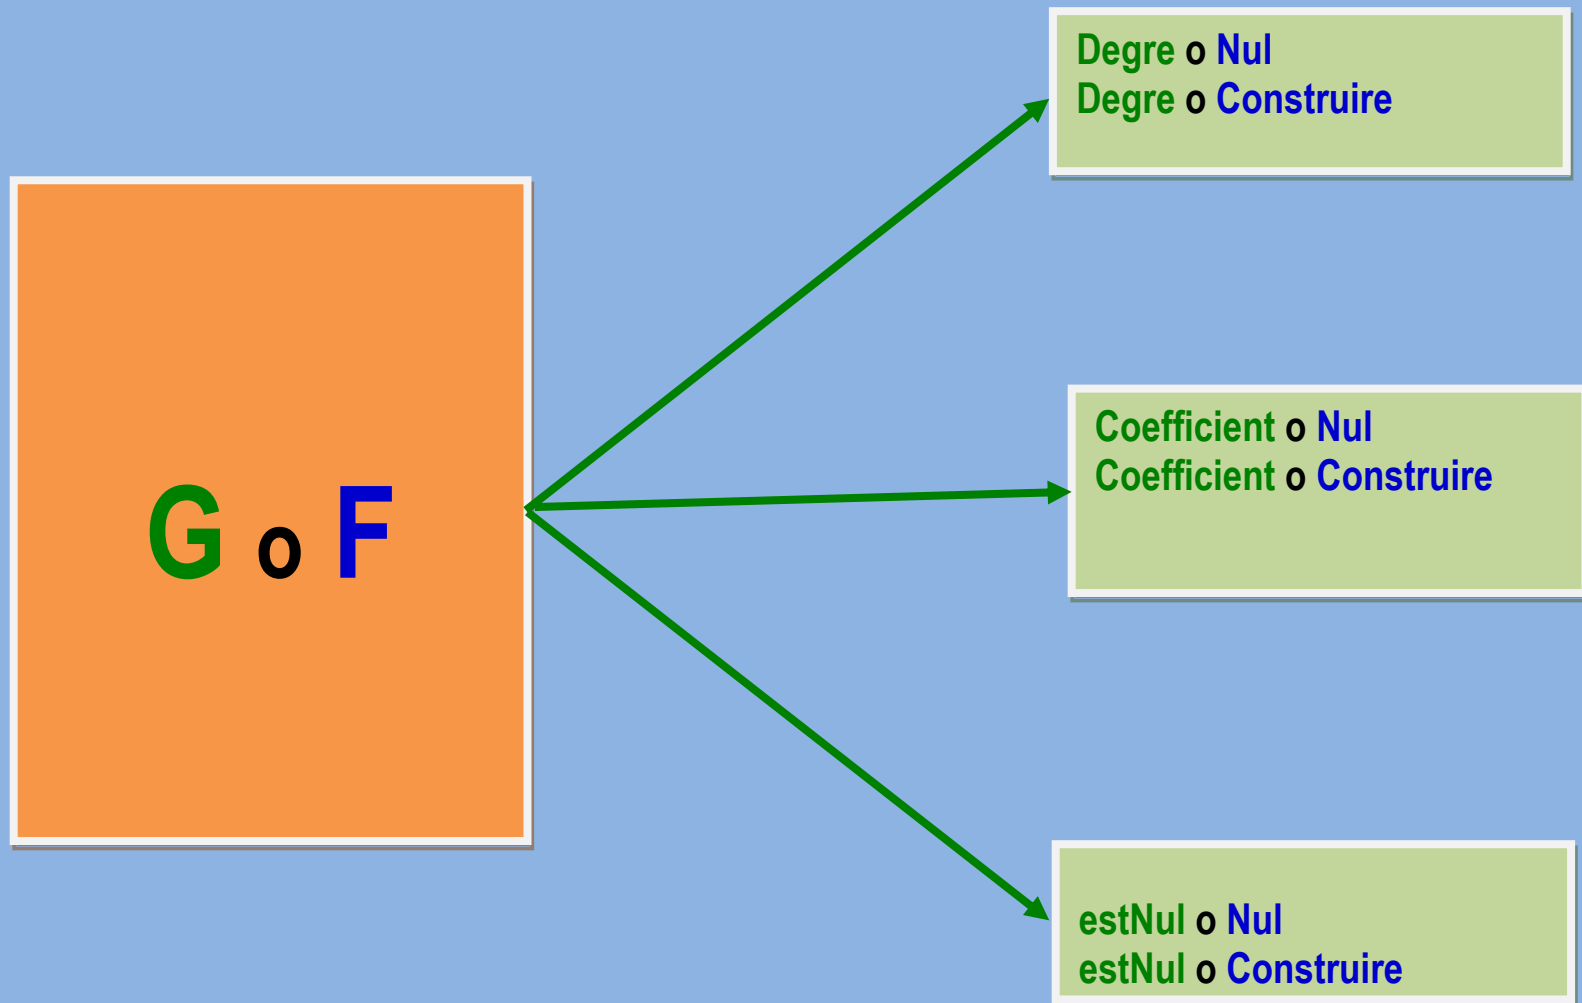 G o F
Degre o Nul
Degre o Construire
Coefficient o Nul
Coefficient o Construire
estNul o Nul
estNul o Construire